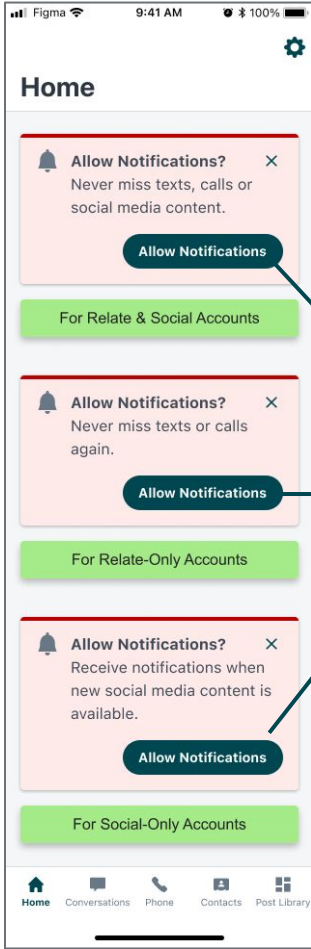 Figma 9:41 AM 100%
Home
Allow Notifications?
Never miss texts, calls or
social media content.
Allow Notifications
For Relate & Social Accounts
Allow Notifications?
Never miss texts or calls
again.
Allow Notifications
For Relate-Only Accounts
Allow Notifications?
Receive notifications when
new social media content is
available.
Allow Notifications
For Social-Only Accounts
Home Conversations Phone Contacts Post Library